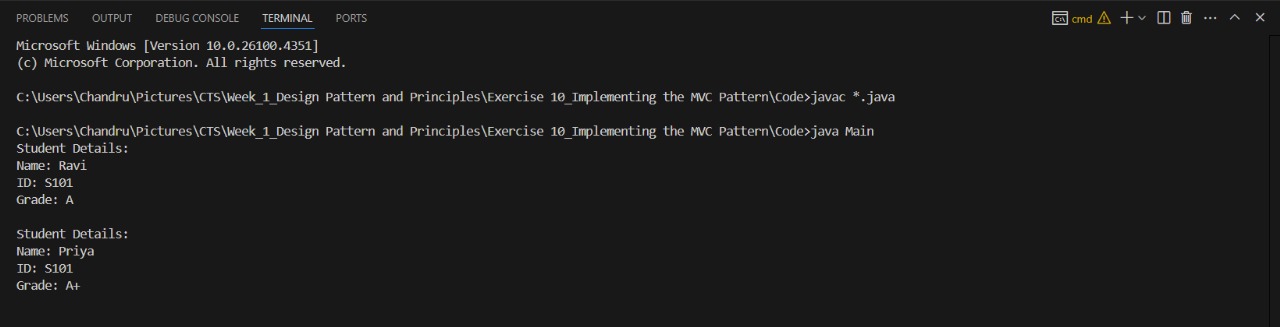 PROBLEMS OUTPUT DEBUG CONSOLE TERMINAL PORTS cmd
Microsoft Windows [Version 10.0.26100.4351]
(c) Microsoft Corporation. All rights reserved.
C:\Users\Chandru\Pictures\CTS\Week_1_Design Pattern and Principles\Exercise 10_Implementing the MVC Pattern\Code>javac *.java
C:\Users\Chandru\Pictures\CTS\Week_1_Design Pattern and Principles\Exercise 10_Implementing the MVC Pattern\Code>java Main
Student Details:
Name: Ravi
ID: S101
Grade: A
Student Details:
Name: Priya
ID: S101
Grade: A+